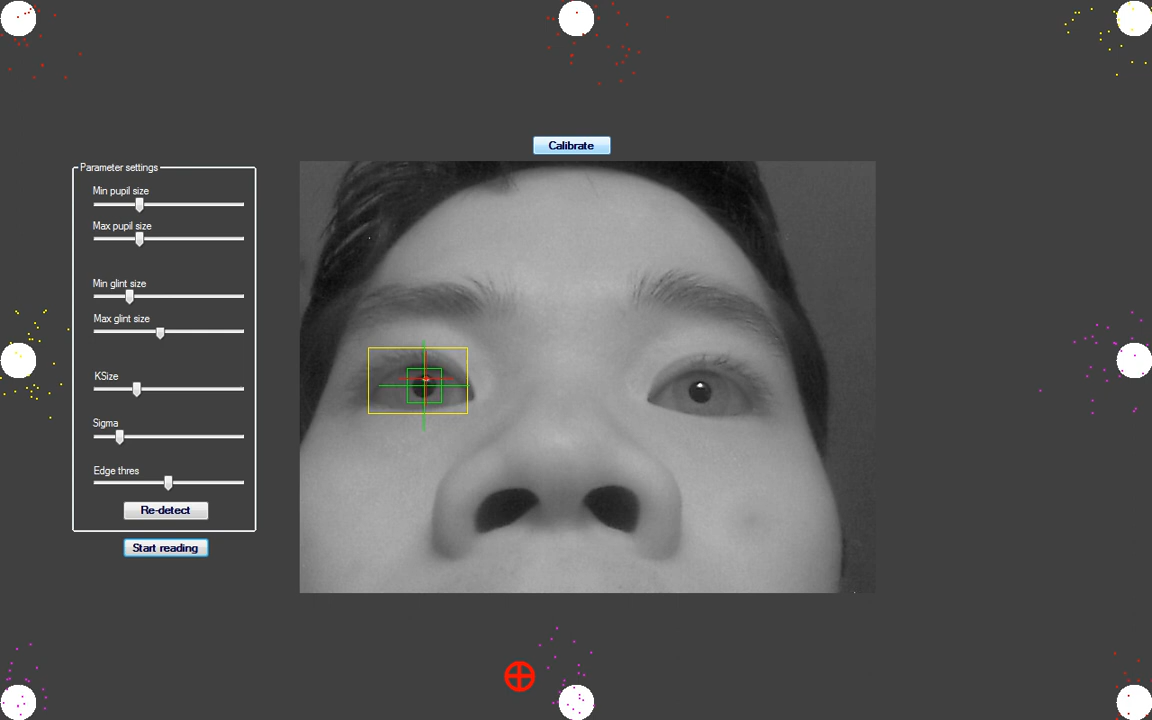 Calibrate
Parameter settings
Min pupil size
Max pupil size
Min glint size
Max glint size
KSize
Sigma
Edge thres
Re-detect
Start reading